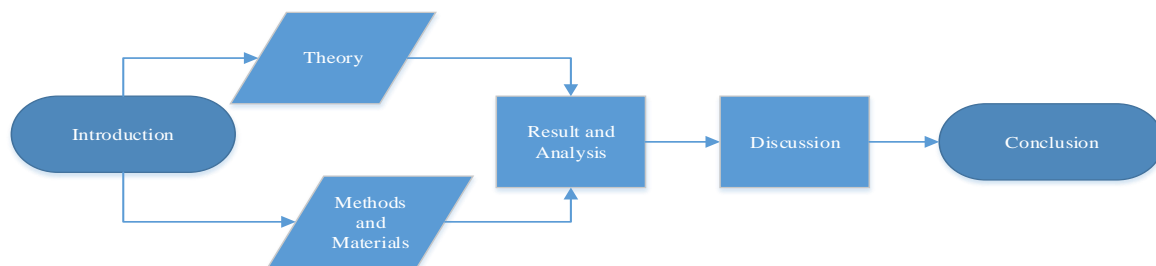 Theory
Introduction
Methods
and
Materials
Result and
Analysis
Discussion
Conclusion